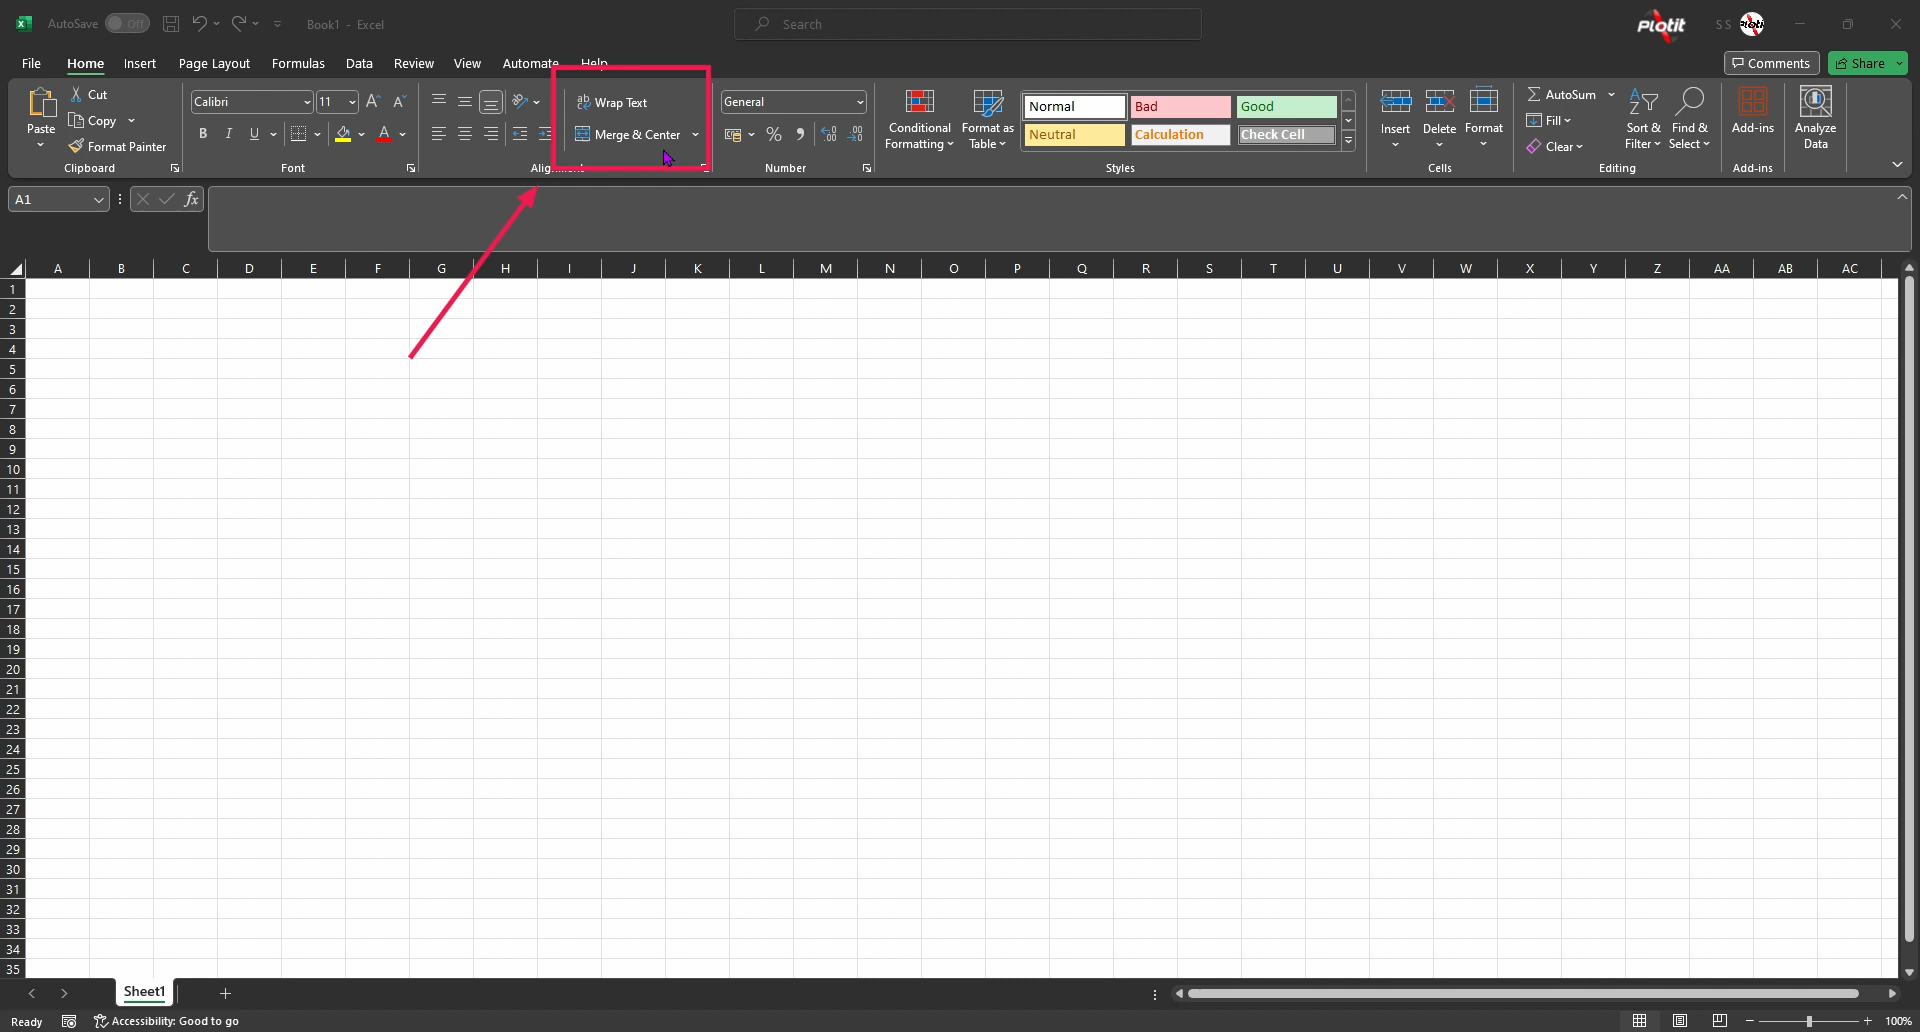 AutoSave Off Book1 - Excel Search Plotit S S
File Home Insert Page Layout Formulas Data Review View Automate Help Comments Share
Paste
Cut
Copy
Format Painter
Clipboard
Calibri 11
B I U A
Font
Wrap Text
Merge & Center
General
% 9
Number
Conditional Formatting
Format as Table
Normal Bad Good
Neutral Calculation Check Cell
Styles
Insert Delete Format
Cells
AutoSum
Fill
Clear
Sort & Filter
Find & Select
Editing
Add-ins
Add-ins
Analyze Data
A1 fx
A B C D E F G H I J K L M N O P Q R S T U V W X Y Z AA AB AC
1
2
3
4
5
6
7
8
9
10
11
12
13
14
15
16
17
18
19
20
21
22
23
24
25
26
27
28
29
30
31
32
33
34
35
Sheet1
Ready Accessibility: Good to go 100%